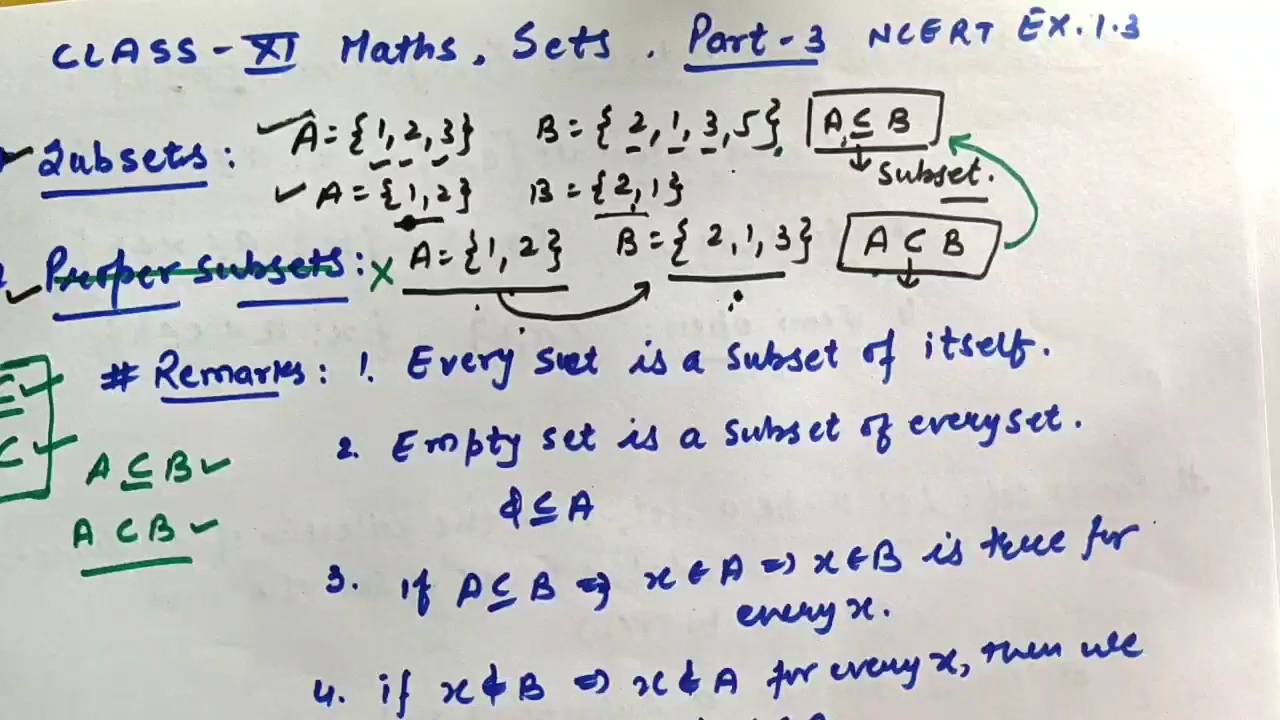 CLASS - XI Maths, Sets. Part-3 NCERT EX.1.3
Subsets: A = {1,2,3} B = {2,1,3,5} A ⊆ B
Subset.
A = {1,2} B = {2,1}
Proper subsets: A = {1,2} B = {2,1,3} A ⊂ B
# Remarks: 1. Every set is a subset of itself.
2. Empty set is a subset of every set.
A ⊆ B
ϕ ⊆ A
A ⊂ B
3. if A ⊆ B ⇒ x ∈ A ⇒ x ∈ B is true for
every x.
4. if x ∉ B ⇒ x ∉ A for every x, then we